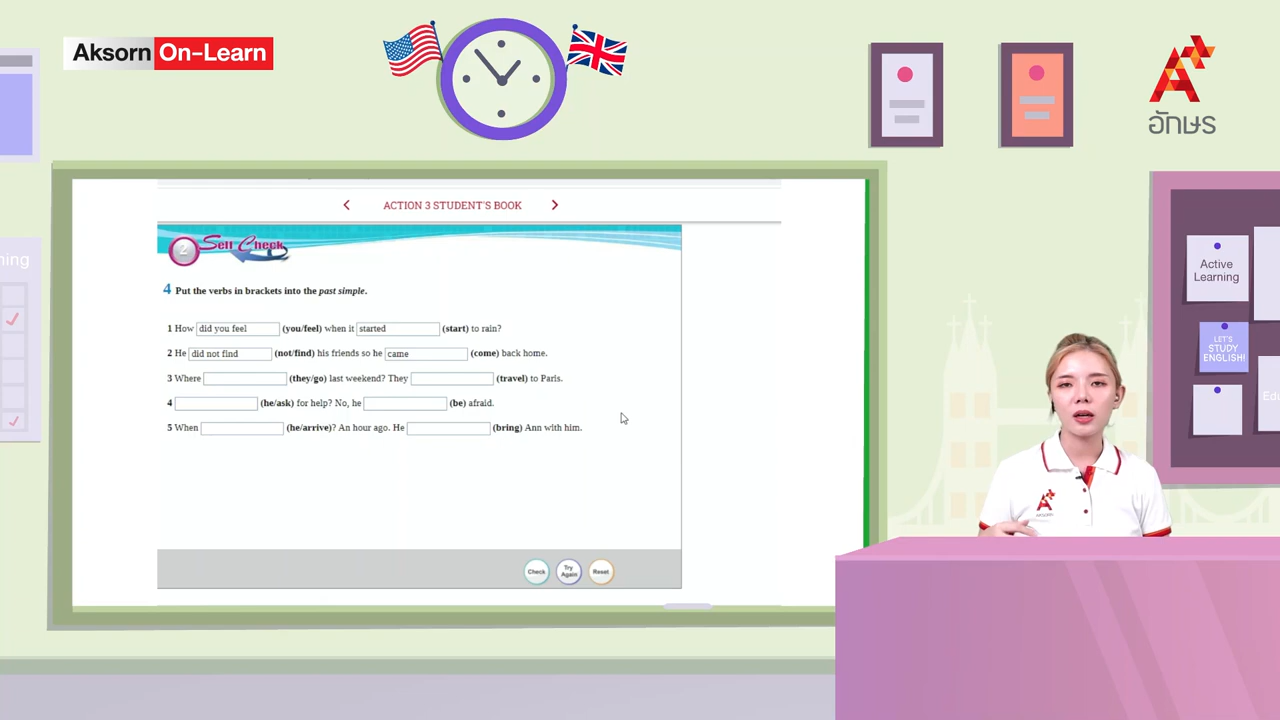 Aksorn On-Learn
อักษร
ning
ACTION 3 STUDENT'S BOOK
2 Self Check
4 Put the verbs in brackets into the past simple.
1 How did you feel (you/feel) when it started (start) to rain?
2 He did not find (not/find) his friends so he came (come) back home.
3 Where (they/go) last weekend? They (travel) to Paris.
4 (he/ask) for help? No, he (be) afraid.
5 When (he/arrive)? An hour ago. He (bring) Ann with him.
Check
Try Again
Reset
Active
Learning
LET'S
STUDY
ENGLISH!
Edu